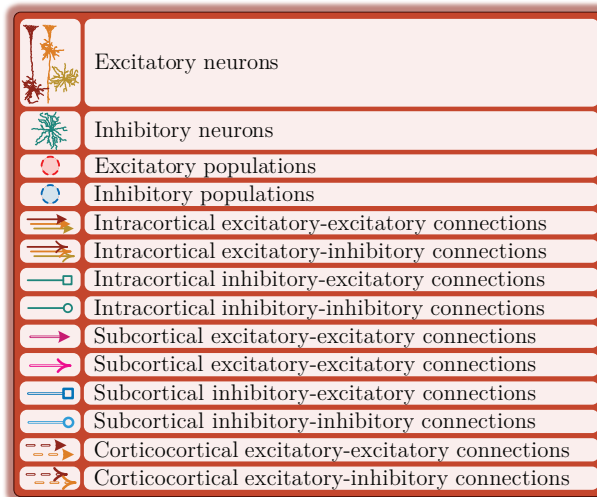 Excitatory neurons
Inhibitory neurons
Excitatory populations
Inhibitory populations
Intracortical excitatory-excitatory connections
Intracortical excitatory-inhibitory connections
Intracortical inhibitory-excitatory connections
Intracortical inhibitory-inhibitory connections
Subcortical excitatory-excitatory connections
Subcortical excitatory-excitatory connections
Subcortical inhibitory-excitatory connections
Subcortical inhibitory-inhibitory connections
Corticocortical excitatory-excitatory connections
Corticocortical excitatory-inhibitory connections